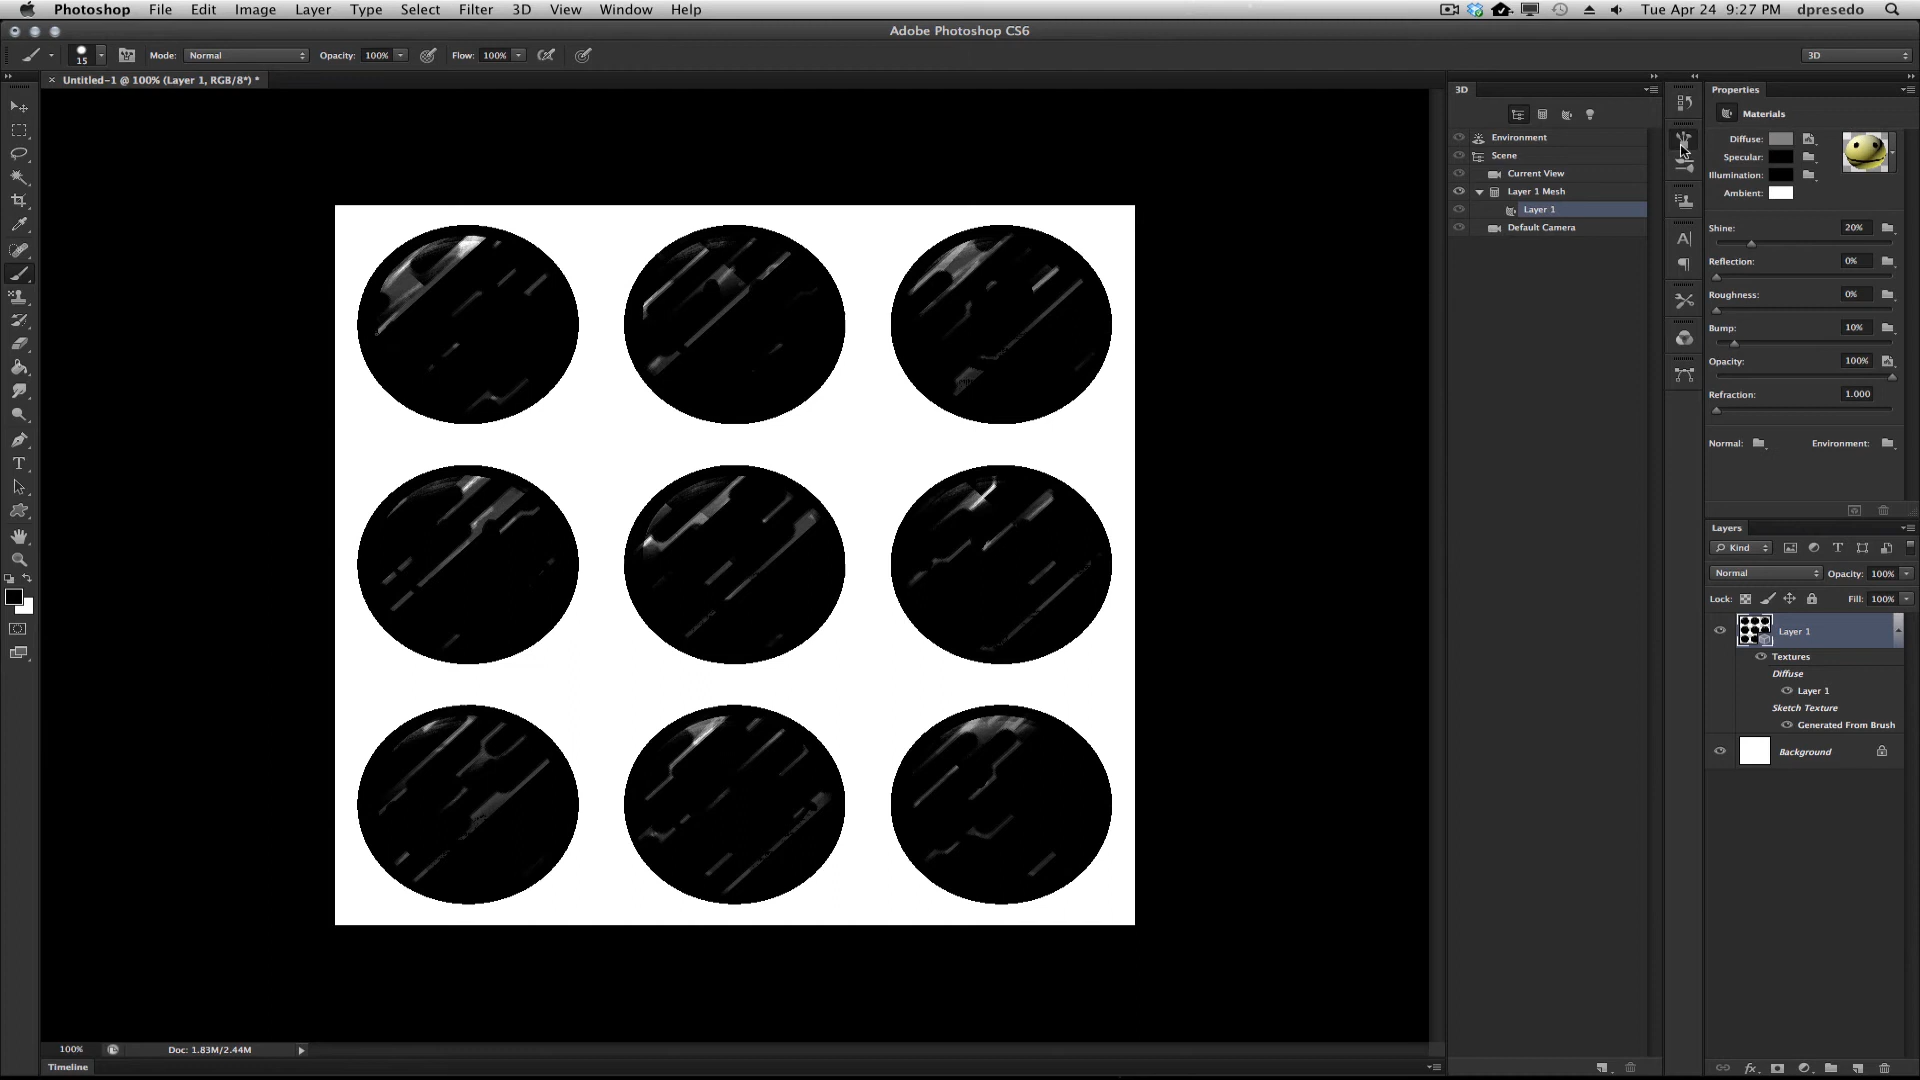 Photoshop File Edit Image Layer Type Select Filter 3D View Window Help
Tue Apr 24 9:27 PM dpresedo
Adobe Photoshop CS6
15 Mode: Normal Opacity: 100% Flow: 100% 3D
Untitled-1 @ 100% (Layer 1, RGB/8*) *
3D
Environment
Scene
Current View
Layer 1 Mesh
Layer 1
Default Camera
Properties
Materials
Diffuse:
Specular:
Illumination:
Ambient:
Shine: 20%
Reflection: 0%
Roughness: 0%
Bump: 10%
Opacity: 100%
Refraction: 1.000
Normal: Environment:
Layers
Kind
Normal Opacity: 100%
Lock: Fill: 100%
Layer 1
Textures
Diffuse
Layer 1
Sketch Texture
Generated From Brush
Background
100% Doc: 1.83M/2.44M
Timeline